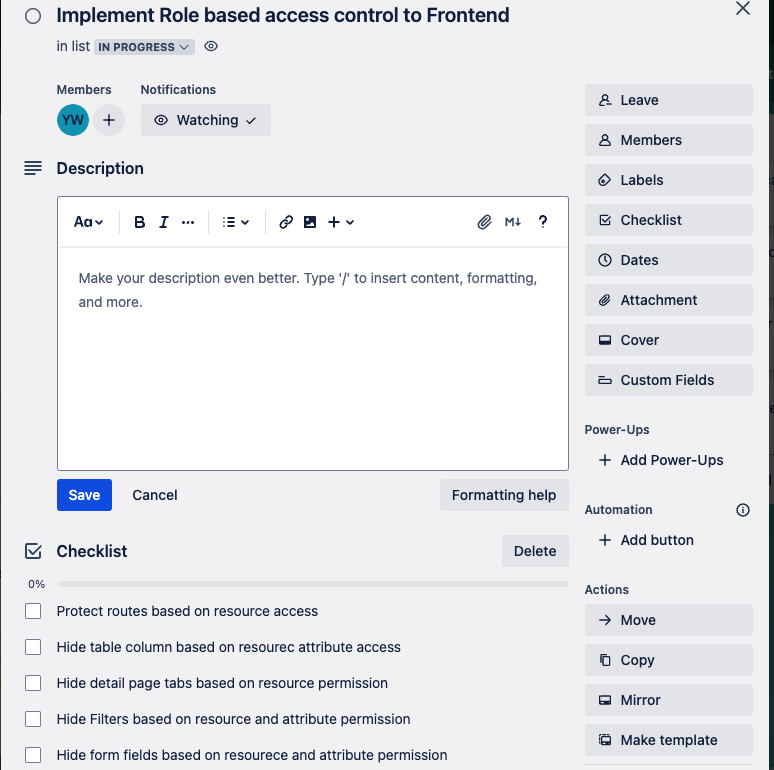 Implement Role based access control to Frontend
in list IN PROGRESS
Members
Notifications
YW
Watching
Leave
Members
Labels
Checklist
Dates
Attachment
Cover
Custom Fields
Power-Ups
Add Power-Ups
Automation
Add button
Actions
Move
Copy
Mirror
Make template
Description
Aa B I ... M↓ ?
Make your description even better. Type '/' to insert content, formatting,
and more.
Save Cancel Formatting help
Checklist
Delete
0%
Protect routes based on resource access
Hide table column based on resourec attribute access
Hide detail page tabs based on resource permission
Hide Filters based on resource and attribute permission
Hide form fields based on resourece and attribute permission